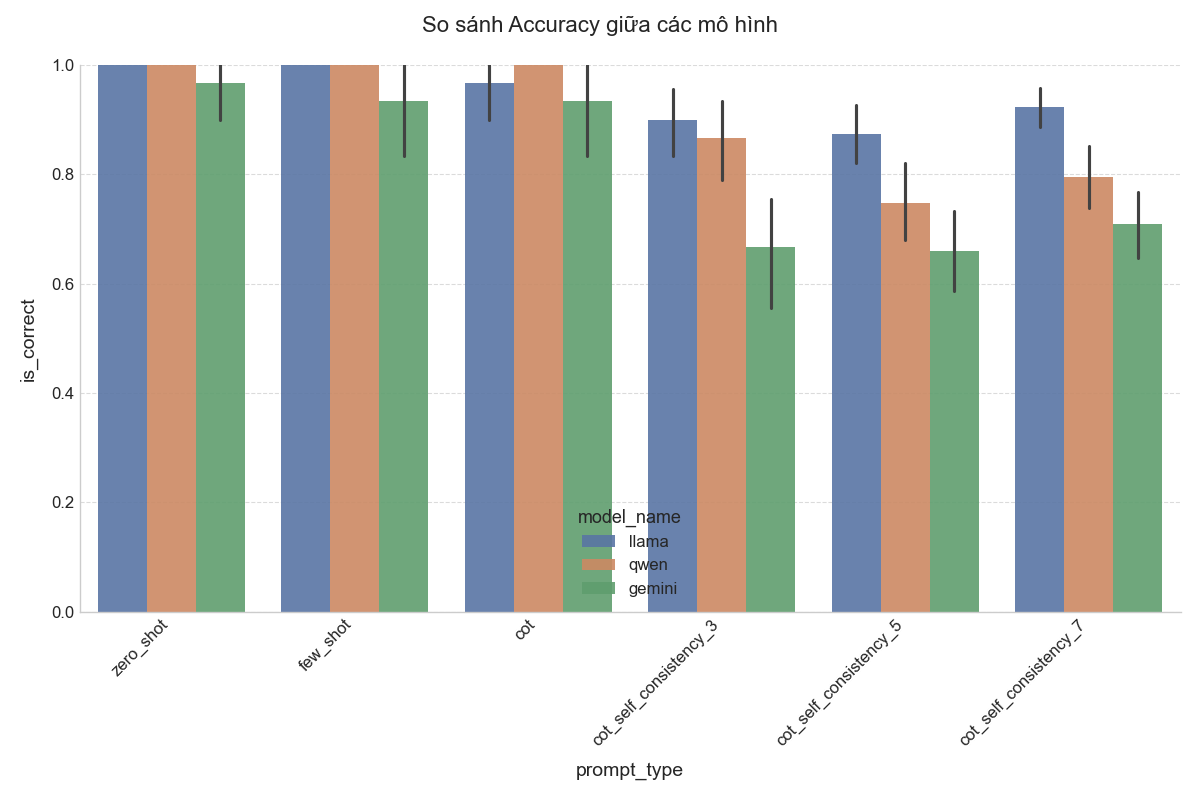 So sánh Accuracy giữa các mô hình
is_correct
1.0
0.8
0.6
0.4
0.2
0.0
model_name
llama
qwen
gemini
zero_shot
few_shot
cot
cot_self_consistency_3
cot_self_consistency_5
cot_self_consistency_7
prompt_type